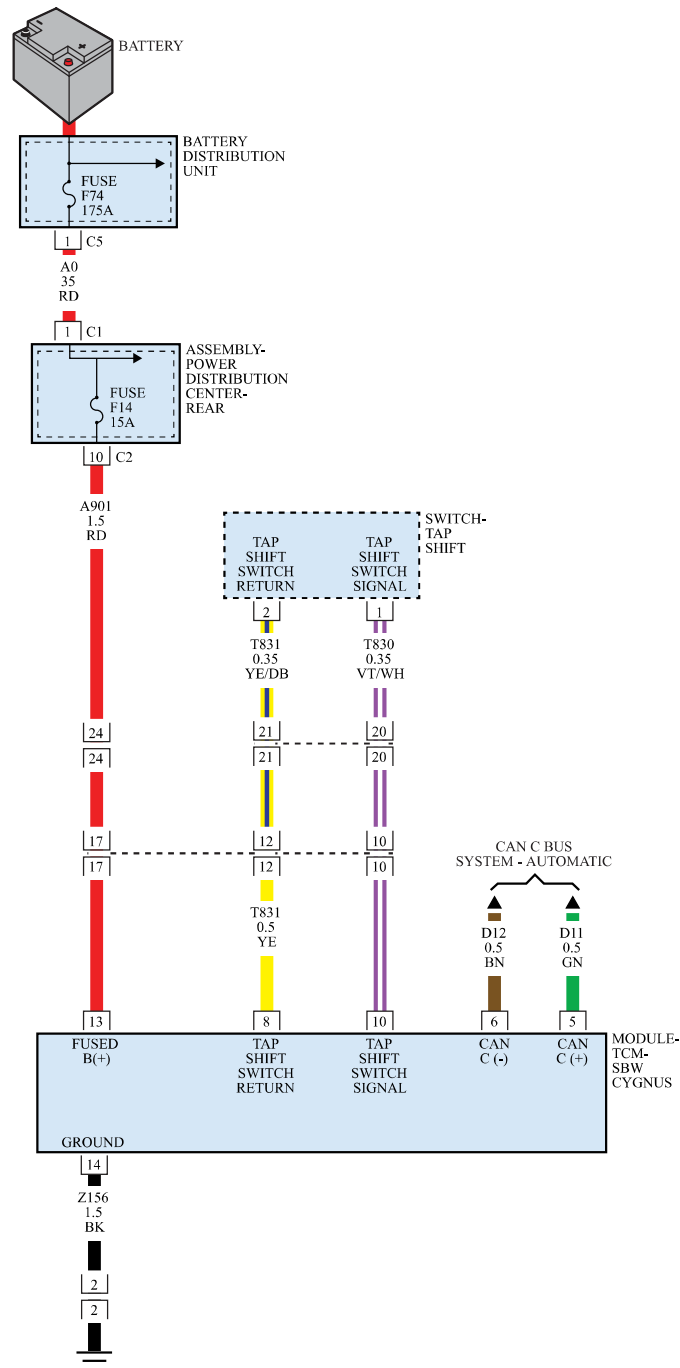 BATTERY
BATTERY
DISTRIBUTION
UNIT
FUSE
F74
175A
1 C5
A0
35
RD
1 C1
ASSEMBLY-
POWER
DISTRIBUTION
CENTER-
REAR
FUSE
F14
15A
10 C2
A901
1.5
RD
SWITCH-
TAP
SHIFT
TAP
SHIFT
SWITCH
RETURN
TAP
SHIFT
SWITCH
SIGNAL
2
1
T831
0.35
YE/DB
T830
0.35
VT/WH
24
21
20
24
21
20
17
12
10
17
12
10
CAN C BUS
SYSTEM - AUTOMATIC
T831
0.5
YE
D12
0.5
BN
D11
0.5
GN
13
8
10
6
5
FUSED
B(+)
TAP
SHIFT
SWITCH
RETURN
TAP
SHIFT
SWITCH
SIGNAL
CAN
C (-)
CAN
C (+)
MODULE-
TCM-
SBW
CYGNUS
GROUND
14
Z156
1.5
BK
2
2